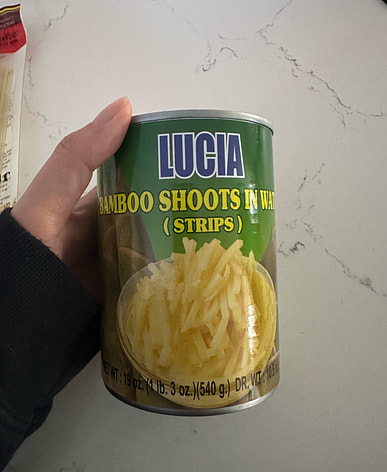 LUCIA
BAMBOO SHOOTS IN WA
( STRIPS )
NET WT : 19 oz. (1 lb. 3 oz.)(540 g.) DR. WT :